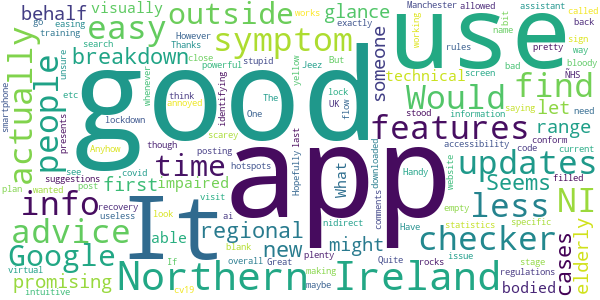 behalf easy outside glance people visually yes use
actually symptom
breakdown someone
allowed Manchester assistant
works exactly go easing training name bit called
However search close powerful stupid yellow
Thanks Jeez Etc
Would find
technical working back way
pretty rules sign
good
But lock UK flow bad bloody
unsure whenever identifying
smartphone etc lockdown One The think scarey
annoyed screen NHS
features let need
time range
info first impaired
presents though covid Anyhow saying
posting last hotspots Hopefully What
stood code conform information
accessibility
app
updates
Seems less NI
suggestions post see wanted
plan recovery useless
It
Google able regional new might
visit ai
downloaded comments nidirect Handy Have
website filled empty current
elderly
advice checker cases
If look blank overall Great issue
plenty rocks statistics specific
promising Northern Ireland bodied
virtual intuitive cv19 making maybe
regulations stage